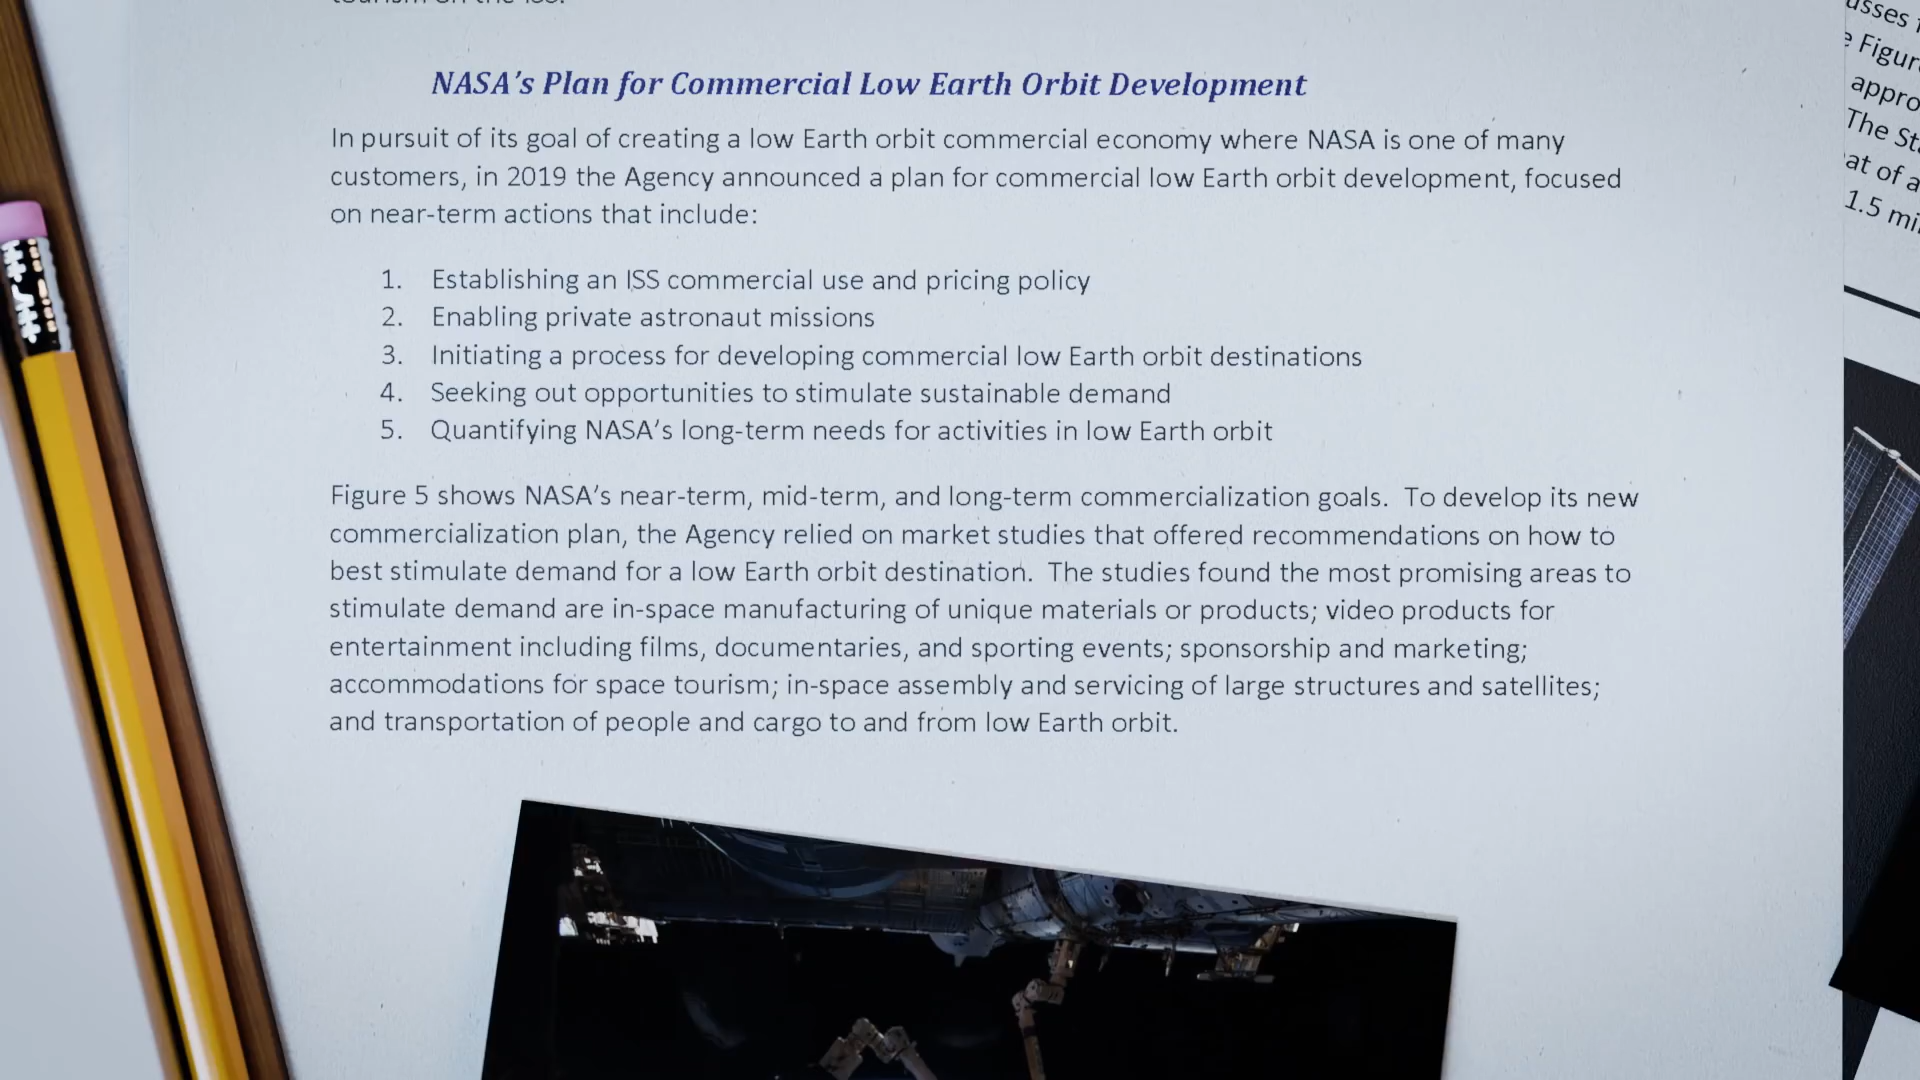 tourism on the ISS.
NASA's Plan for Commercial Low Earth Orbit Development
In pursuit of its goal of creating a low Earth orbit commercial economy where NASA is one of many
customers, in 2019 the Agency announced a plan for commercial low Earth orbit development, focused
on near-term actions that include:
1. Establishing an ISS commercial use and pricing policy
2. Enabling private astronaut missions
3. Initiating a process for developing commercial low Earth orbit destinations
4. Seeking out opportunities to stimulate sustainable demand
5. Quantifying NASA's long-term needs for activities in low Earth orbit
Figure 5 shows NASA's near-term, mid-term, and long-term commercialization goals. To develop its new
commercialization plan, the Agency relied on market studies that offered recommendations on how to
best stimulate demand for a low Earth orbit destination. The studies found the most promising areas to
stimulate demand are in-space manufacturing of unique materials or products; video products for
entertainment including films, documentaries, and sporting events; sponsorship and marketing;
accommodations for space tourism; in-space assembly and servicing of large structures and satellites;
and transportation of people and cargo to and from low Earth orbit.
The
at of a
1.5